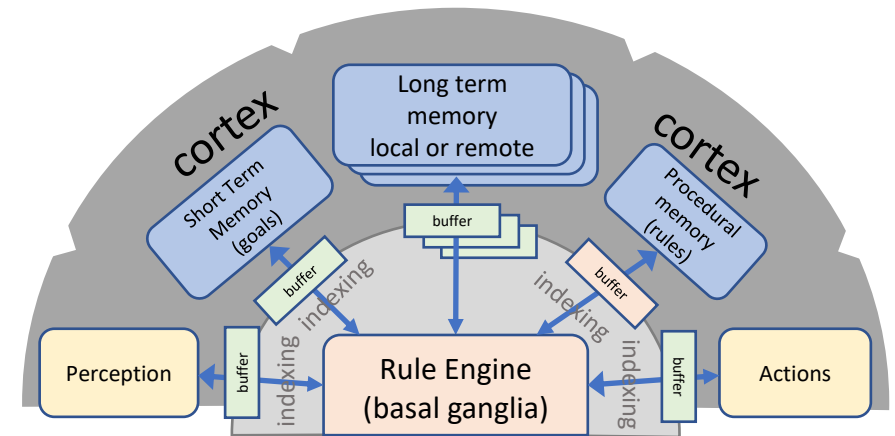 cortex
cortex
Long term
memory
local or remote
Short Term
Memory
(goals)
Procedural
memory
(rules)
buffer
buffer
buffer
indexing
indexing
Perception
buffer
indexing
Rule Engine
(basal ganglia)
indexing
buffer
Actions